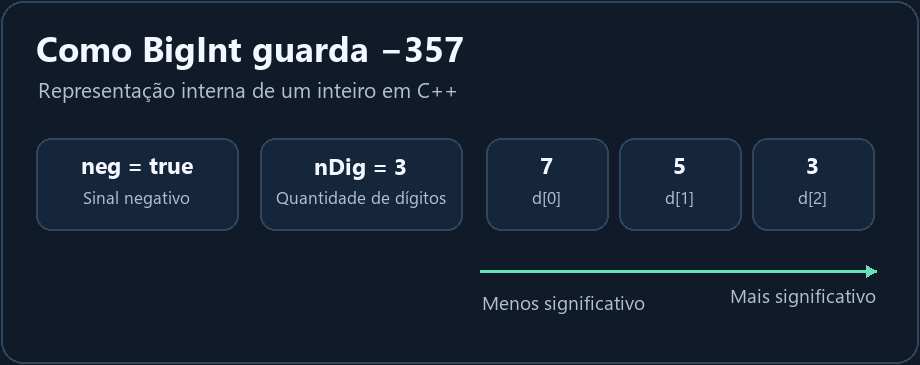 Como BigInt guarda −357
Representação interna de um inteiro em C++
neg = true
Sinal negativo
nDig = 3
Quantidade de dígitos
7
d[0]
5
d[1]
3
d[2]
Menos significativo
Mais significativo